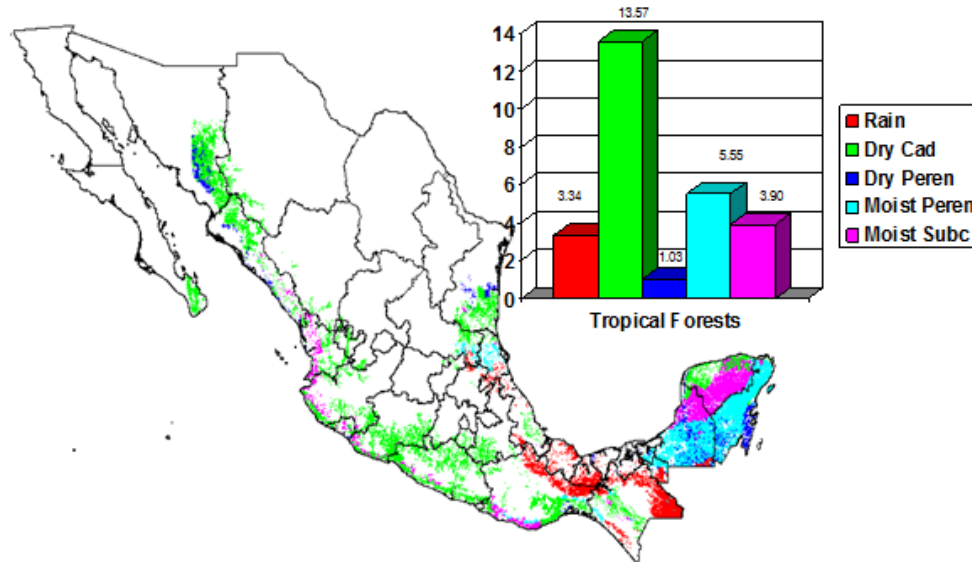 13.57
14
12
10
8
6
4
2
0
3.34
1.03
5.55
3.90
Tropical Forests
Rain
Dry Cad
Dry Peren
Moist Peren
Moist Subc